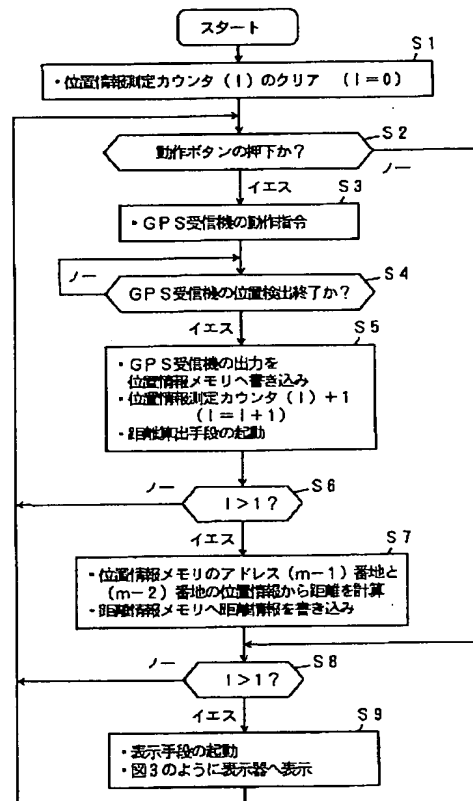 スタート
S1
・位置情報測定カウンタ(I)のクリア (I=0)
S2
動作ボタンの押下か?
ノー
イエス
S3
・GPS受信機の動作指令
ノー
S4
GPS受信機の位置検出終了か?
イエス
S5
・GPS受信機の出力を
位置情報メモリへ書き込み
・位置情報測定カウンタ(I)+1
(I=I+1)
・距離算出手段の起動
ノー
S6
I>1?
イエス
S7
・位置情報メモリのアドレス(m-1)番地と
(m-2)番地の位置情報から距離を計算
・距離情報メモリへ距離情報を書き込み
ノー
S8
I>1?
イエス
S9
・表示手段の起動
・図3のように表示器へ表示